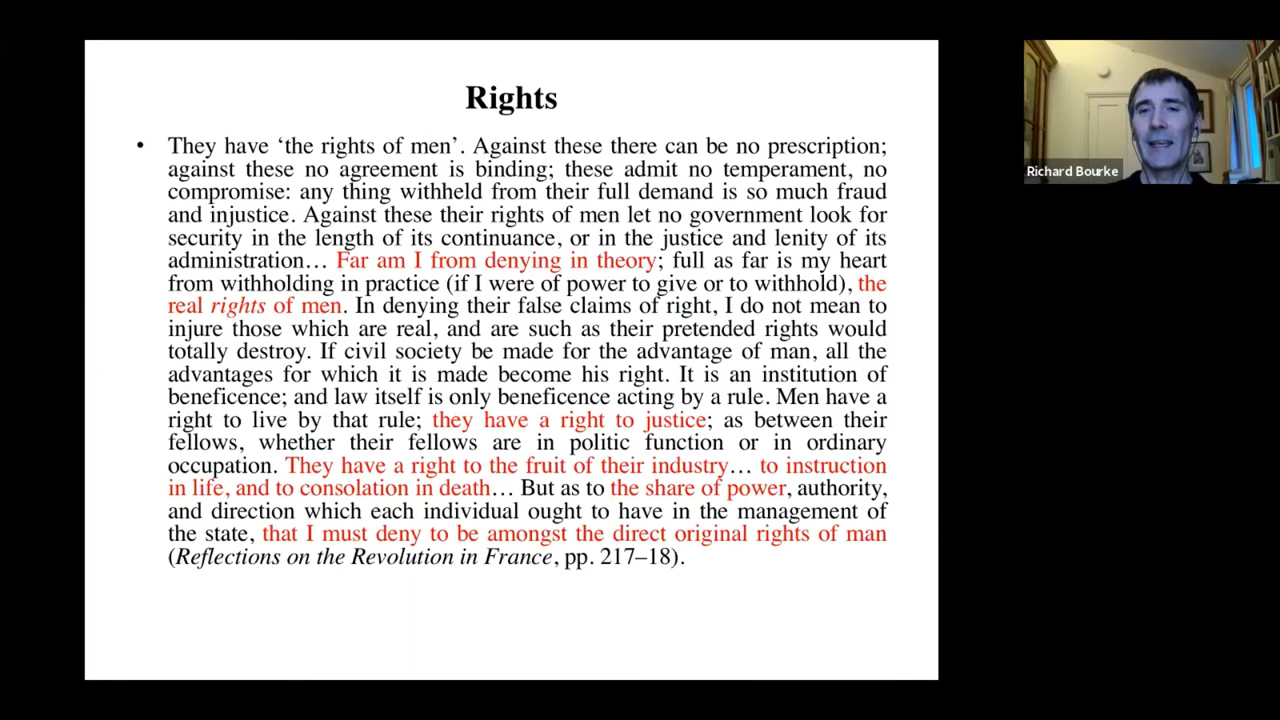 Rights
• They have ‘the rights of men’. Against these there can be no prescription;
against these no agreement is binding; these admit no temperament, no
compromise: any thing withheld from their full demand is so much fraud
and injustice. Against these their rights of men let no government look for
security in the length of its continuance, or in the justice and lenity of its
administration… Far am I from denying in theory; full as far is my heart
from withholding in practice (if I were of power to give or to withhold), the
real rights of men. In denying their false claims of right, I do not mean to
injure those which are real, and are such as their pretended rights would
totally destroy. If civil society be made for the advantage of man, all the
advantages for which it is made become his right. It is an institution of
beneficence; and law itself is only beneficence acting by a rule. Men have a
right to live by that rule; they have a right to justice; as between their
fellows, whether their fellows are in politic function or in ordinary
occupation. They have a right to the fruit of their industry… to instruction
in life, and to consolation in death… But as to the share of power, authority,
and direction which each individual ought to have in the management of
the state, that I must deny to be amongst the direct original rights of man
(Reflections on the Revolution in France, pp. 217–18).
Richard Bourke